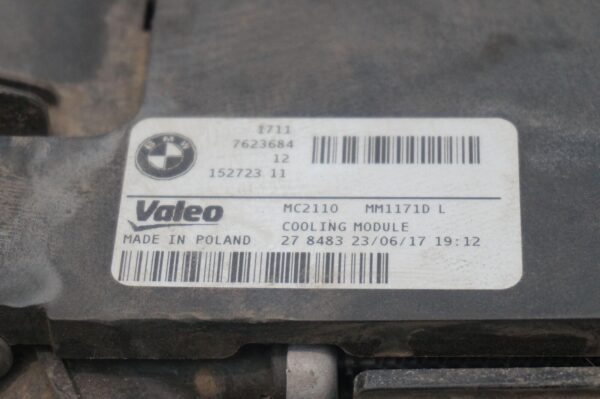 BMW
1711
7623684
12
152723 11
Valeo
MC2110 MM1171D L
COOLING MODULE
MADE IN POLAND 27 8483 23/06/17 19:12